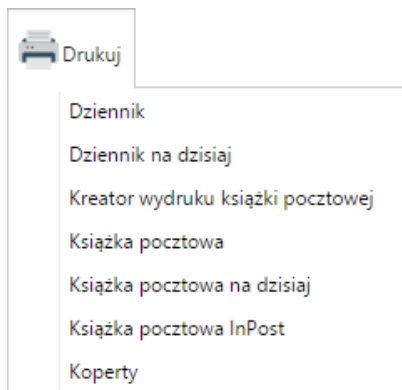 Drukuj
Dziennik
Dziennik na dzisiaj
Kreator wydruku książki pocztowej
Książka pocztowa
Książka pocztowa na dzisiaj
Książka pocztowa InPost
Koperty